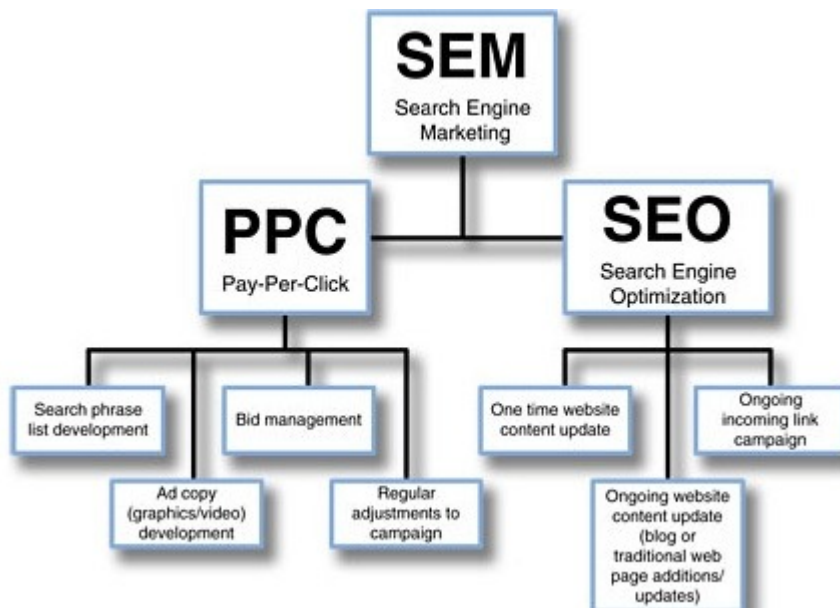 SEM
Search Engine
Marketing
PPC
Pay-Per-Click
SEO
Search Engine
Optimization
Search phrase
list development
Ad copy
(graphics/video)
development
Bid management
Regular
adjustments to
campaign
One time website
content update
Ongoing website
content update
(blog or
traditional web
page additions/
updates)
Ongoing
incoming link
campaign